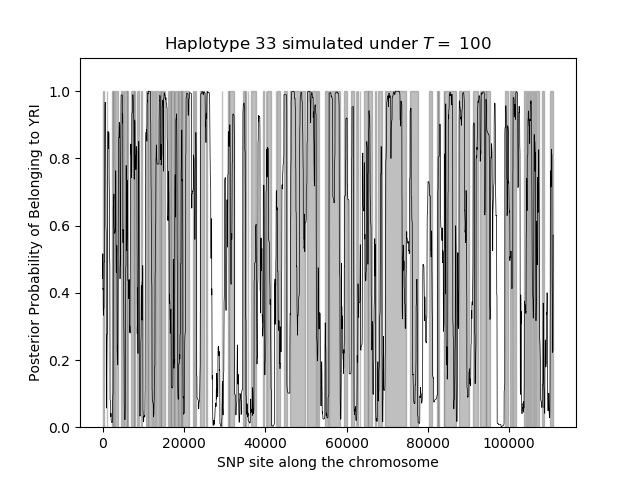 Haplotype 33 simulated under T = 100
Posterior Probability of Belonging to YRI
1.0
0.8
0.6
0.4
0.2
0.0
0 20000 40000 60000 80000 100000
SNP site along the chromosome